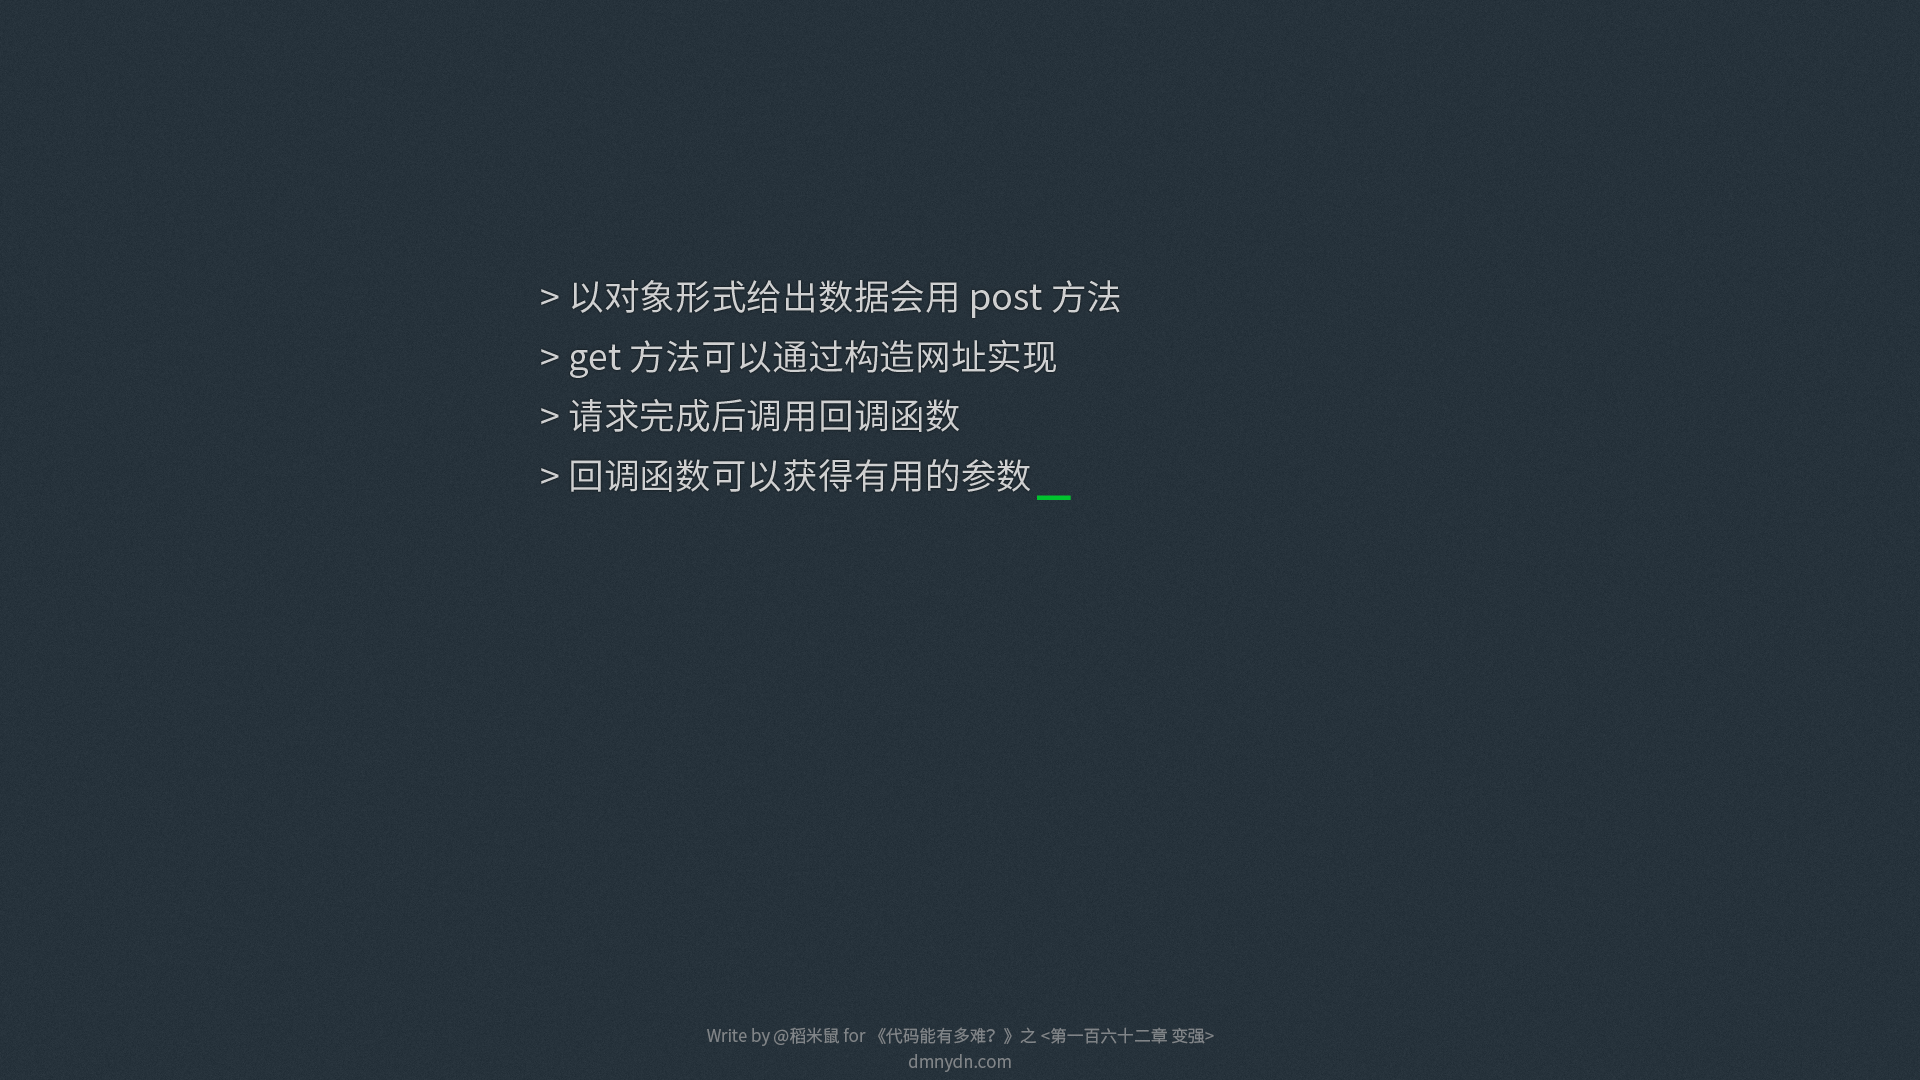 > 以对象形式给出数据会用 post 方法
> get 方法可以通过构造网址实现
> 请求完成后调用回调函数
> 回调函数可以获得有用的参数_
Write by @稻米鼠 for 《代码能有多难？》之 <第一百六十二章 变强>
dmnydn.com